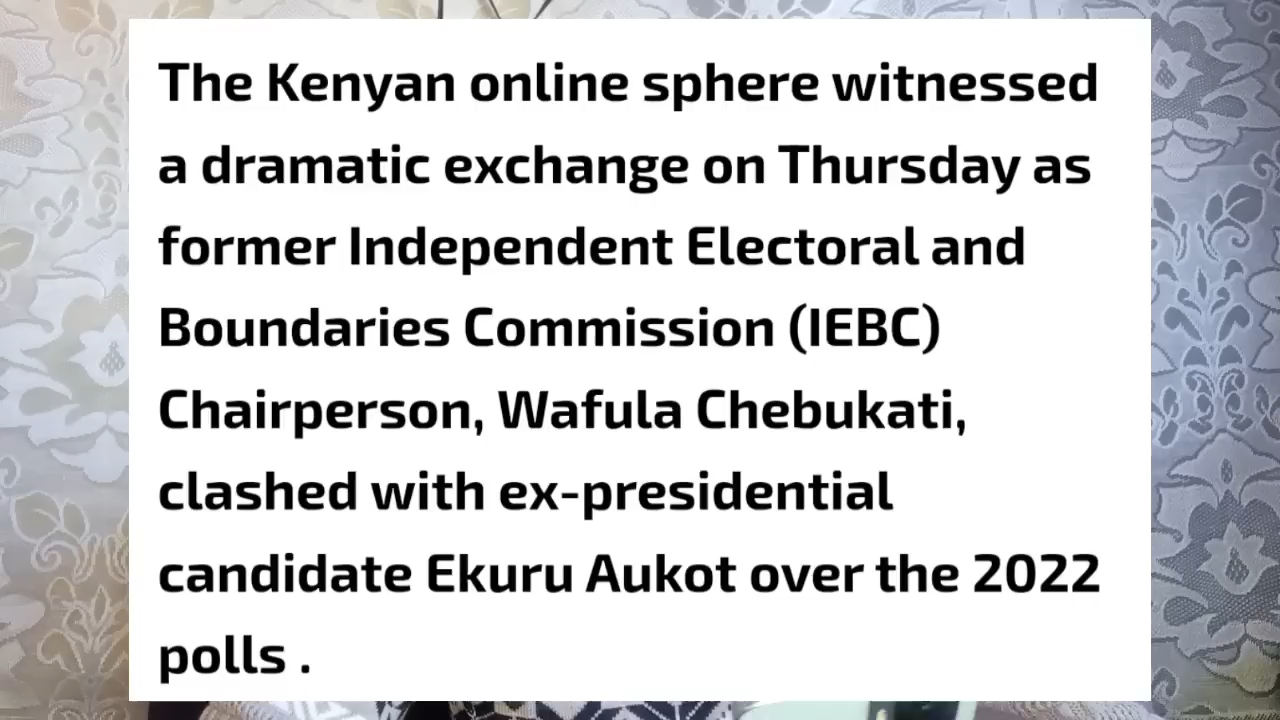 The Kenyan online sphere witnessed
a dramatic exchange on Thursday as
former Independent Electoral and
Boundaries Commission (IEBC)
Chairperson, Wafula Chebukati,
clashed with ex-presidential
candidate Ekuru Aukot over the 2022
polls .